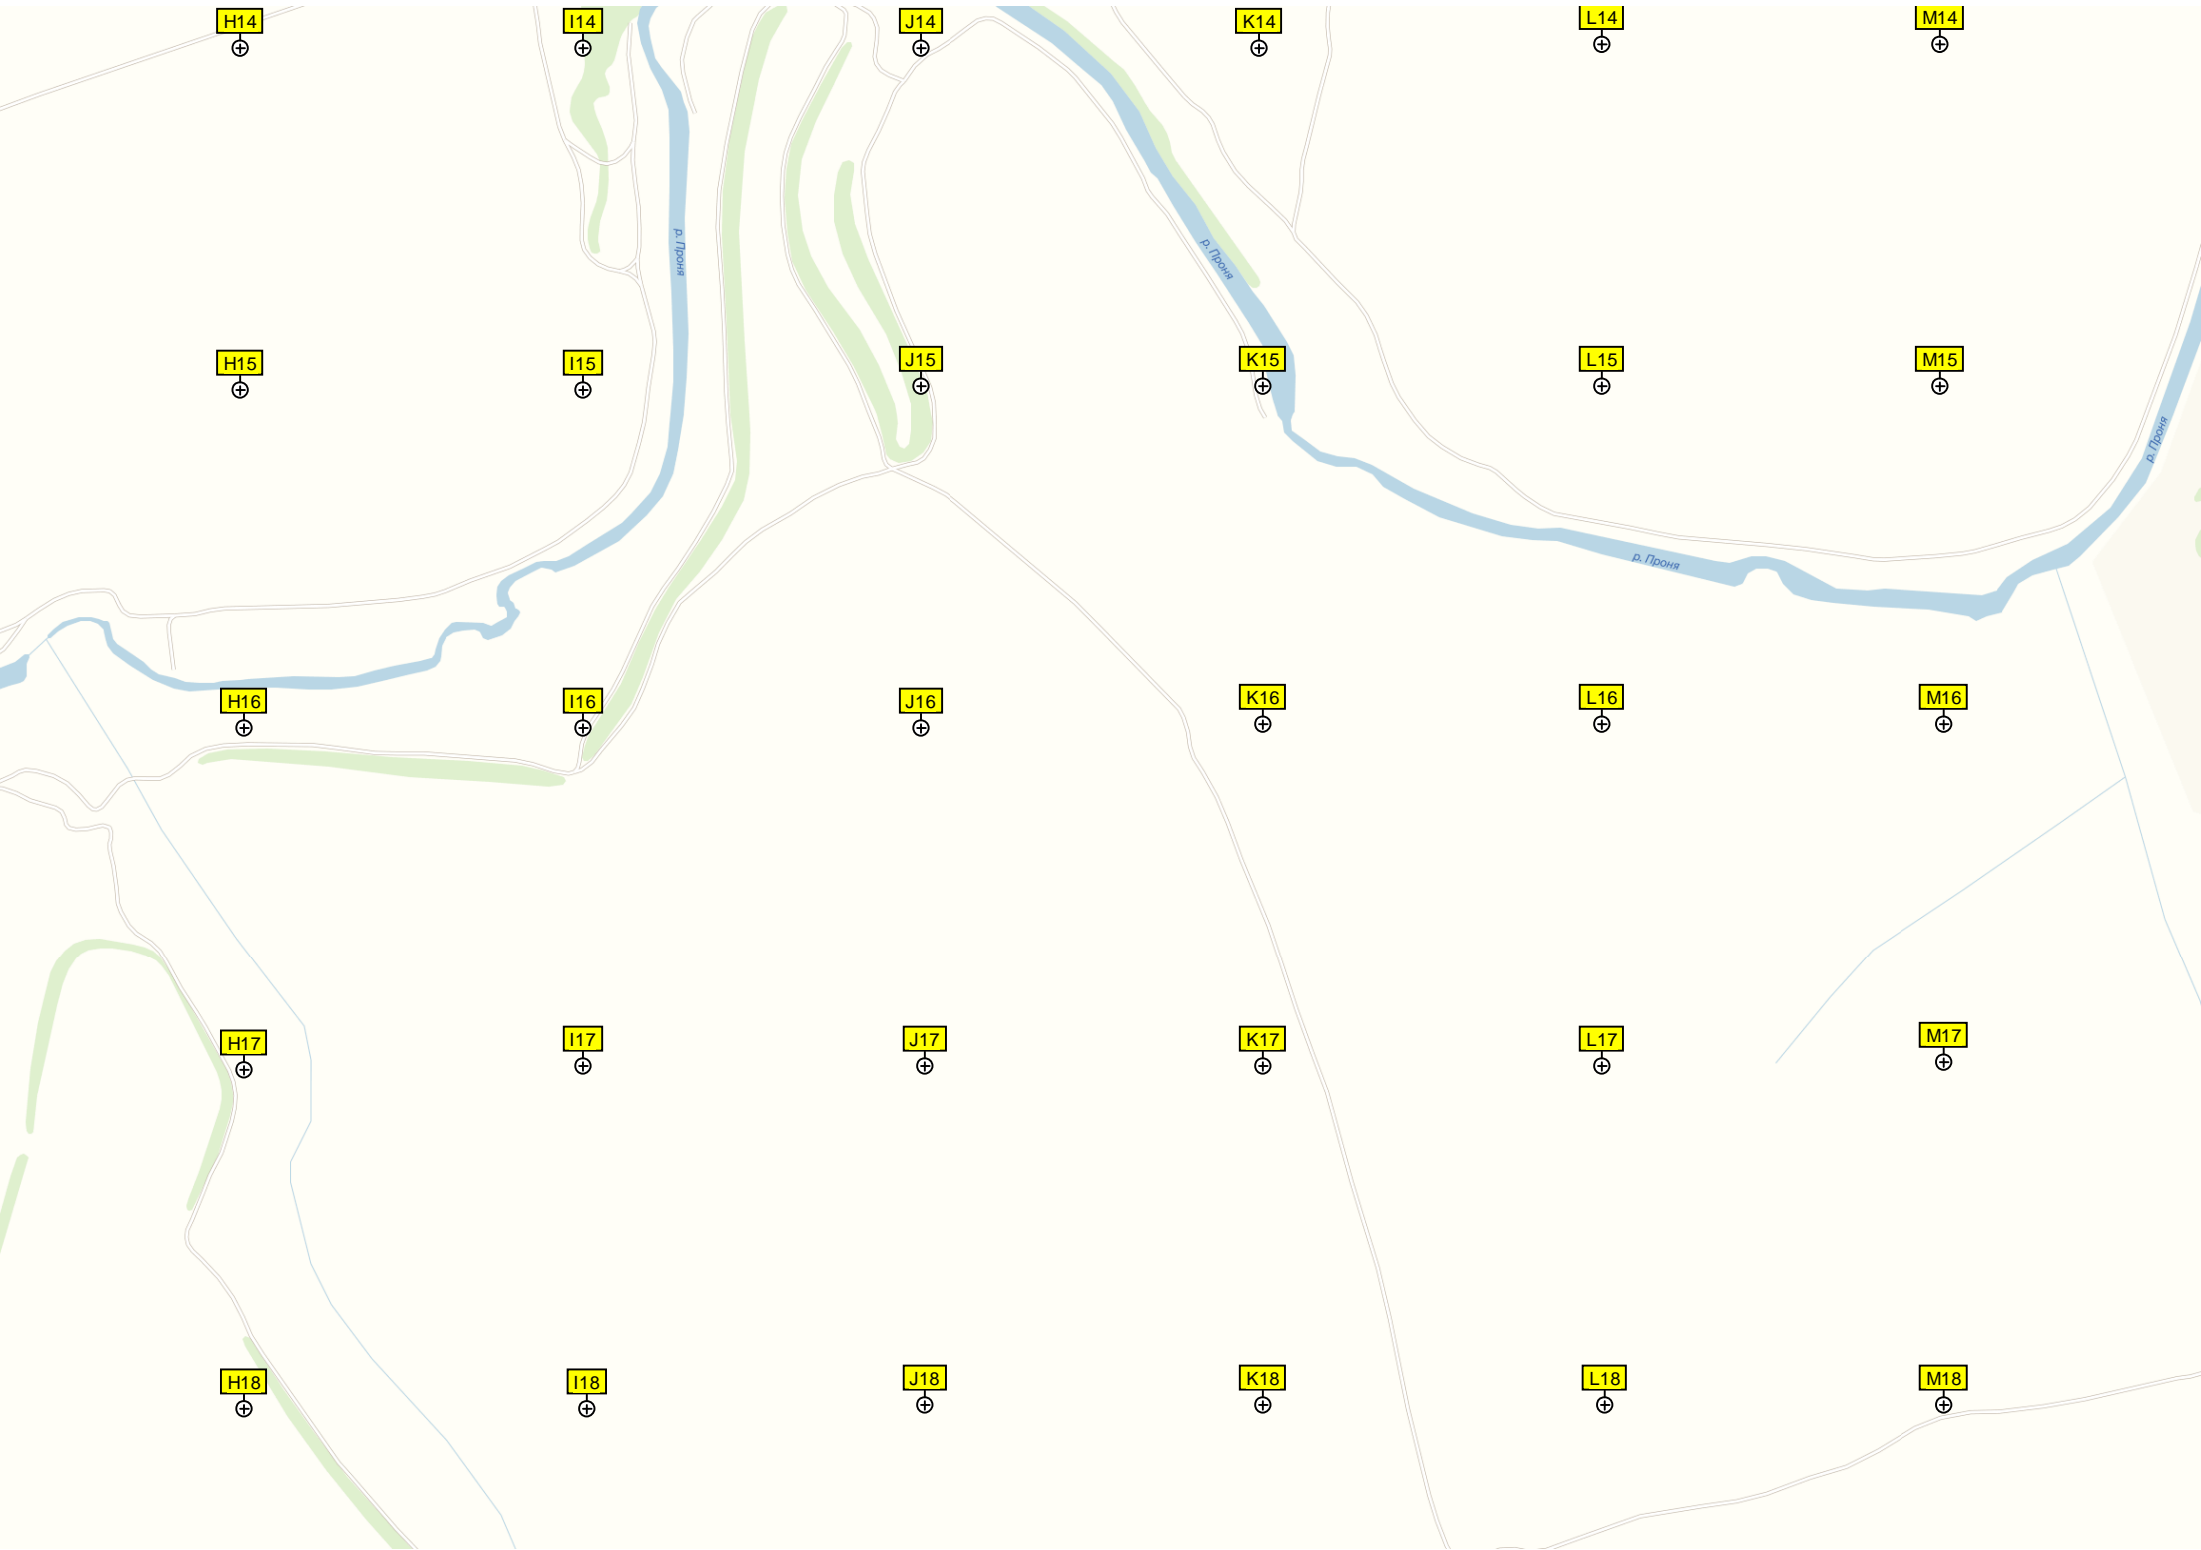 H14 I14 J14 K14 L14 M14
р. Проня р. Проня
H15 I15 J15 K15 L15 M15
р. Проня
р. Проня
H16 I16 J16 K16 L16 M16
H17 I17 J17 K17 L17 M17
H18 I18 J18 K18 L18 M18